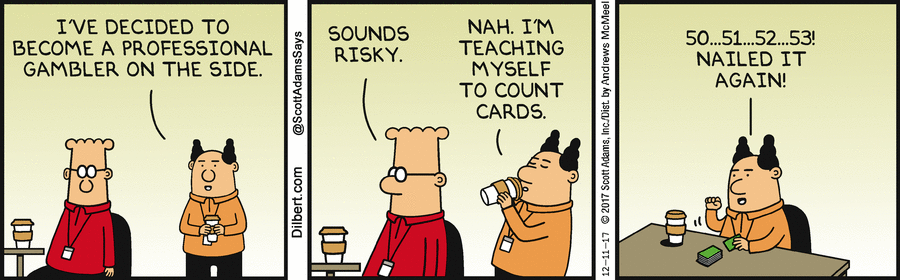 I'VE DECIDED TO
BECOME A PROFESSIONAL
GAMBLER ON THE SIDE.
Dilbert.com @ScottAdamsSays
SOUNDS
RISKY.
NAH. I'M
TEACHING
MYSELF
TO COUNT
CARDS.
12-11-17 © 2017 Scott Adams, Inc./Dist. by Andrews McMeel
50...51...52...53!
NAILED IT
AGAIN!